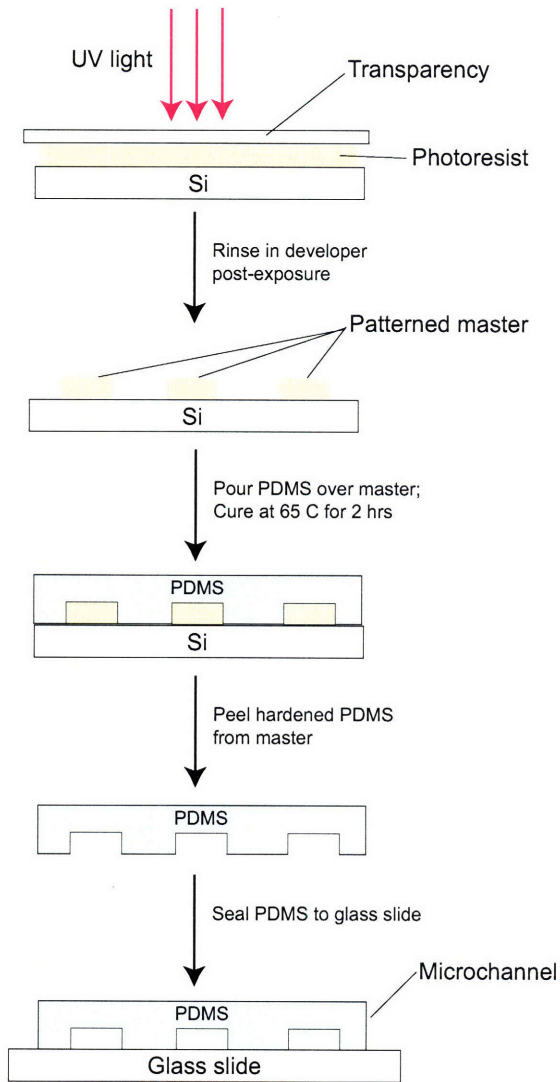 UV light
Transparency
Photoresist
Si
Rinse in developer
post-exposure
Patterned master
Si
Pour PDMS over master;
Cure at 65 C for 2 hrs
PDMS
Si
Peel hardened PDMS
from master
PDMS
Seal PDMS to glass slide
Microchannel
PDMS
Glass slide